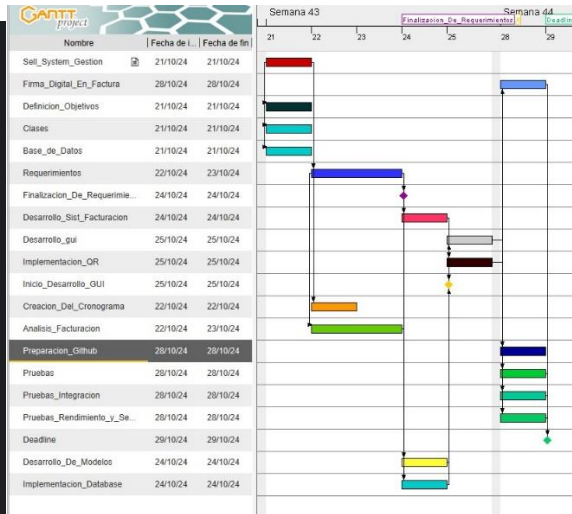 GANTT
project
Semana 43
Semana 44
Finalizacion_De_Requerimientos
Nombre
Fecha de i...
Fecha de fin
21
22
23
24
25
28
29
Sell_System_Gestion 21/10/24 21/10/24
Firma_Digital_En_Factura 28/10/24 28/10/24
Definicion_Objetivos 21/10/24 21/10/24
Clases 21/10/24 21/10/24
Base_de_Datos 21/10/24 21/10/24
Requerimientos 22/10/24 23/10/24
Finalizacion_De_Requerimie... 24/10/24 24/10/24
Desarrollo_Sist_Facturacion 24/10/24 24/10/24
Desarrollo_gui 25/10/24 25/10/24
Implementacion_QR 25/10/24 25/10/24
Inicio_Desarrollo_GUI 25/10/24 25/10/24
Creacion_Del_Cronograma 22/10/24 22/10/24
Analisis_Facturacion 22/10/24 23/10/24
Preparacion_Github 28/10/24 28/10/24
Pruebas 28/10/24 28/10/24
Pruebas_Integracion 28/10/24 28/10/24
Pruebas_Rendimiento_y_Se... 28/10/24 28/10/24
Deadline 29/10/24 29/10/24
Desarrollo_De_Modelos 24/10/24 24/10/24
Implementacion_Database 24/10/24 24/10/24